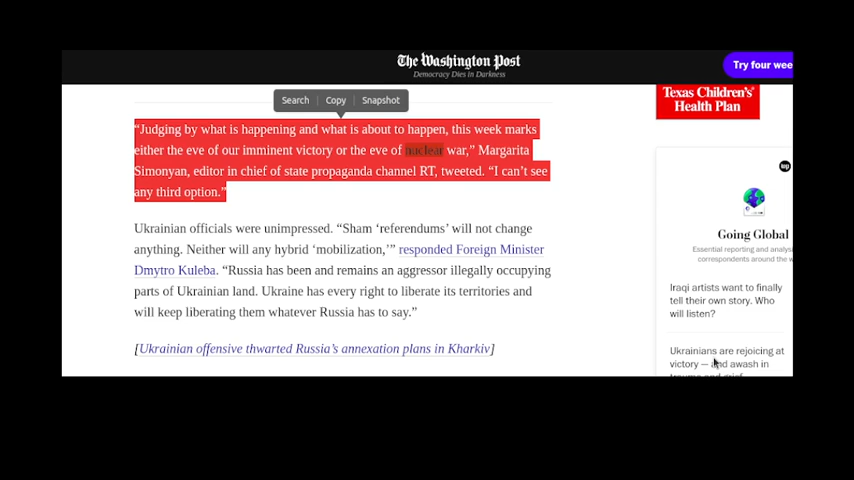 The Washington Post
Democracy Dies in Darkness
Try four wee
Search
Copy
Snapshot
“Judging by what is happening and what is about to happen, this week marks
either the eve of our imminent victory or the eve of nuclear war,” Margarita
Simonyan, editor in chief of state propaganda channel RT, tweeted. “I can’t see
any third option.”
Ukrainian officials were unimpressed. “Sham ‘referendums’ will not change
anything. Neither will any hybrid ‘mobilization,’” responded Foreign Minister
Dmytro Kuleba. “Russia has been and remains an aggressor illegally occupying
parts of Ukrainian land. Ukraine has every right to liberate its territories and
will keep liberating them whatever Russia has to say.”
[Ukrainian offensive thwarted Russia’s annexation plans in Kharkiv]
Texas Children’s
Health Plan
wp
Going Global
Essential reporting and analys
correspondents around the w
Iraqi artists want to finally
tell their own story. Who
will listen?
Ukrainians are rejoicing at
victory — and awash in
trauma and grief